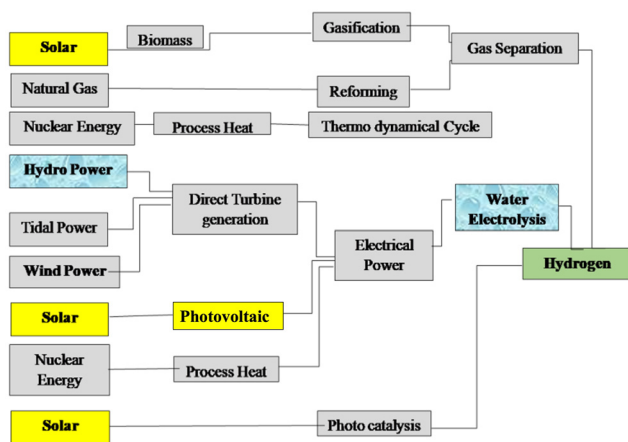 Solar
Biomass
Gasification
Gas Separation
Natural Gas
Reforming
Nuclear Energy
Process Heat
Thermo dynamical Cycle
Hydro Power
Direct Turbine
generation
Water
Electrolysis
Tidal Power
Electrical
Power
Wind Power
Hydrogen
Solar
Photovoltaic
Nuclear
Energy
Process Heat
Solar
Photo catalysis